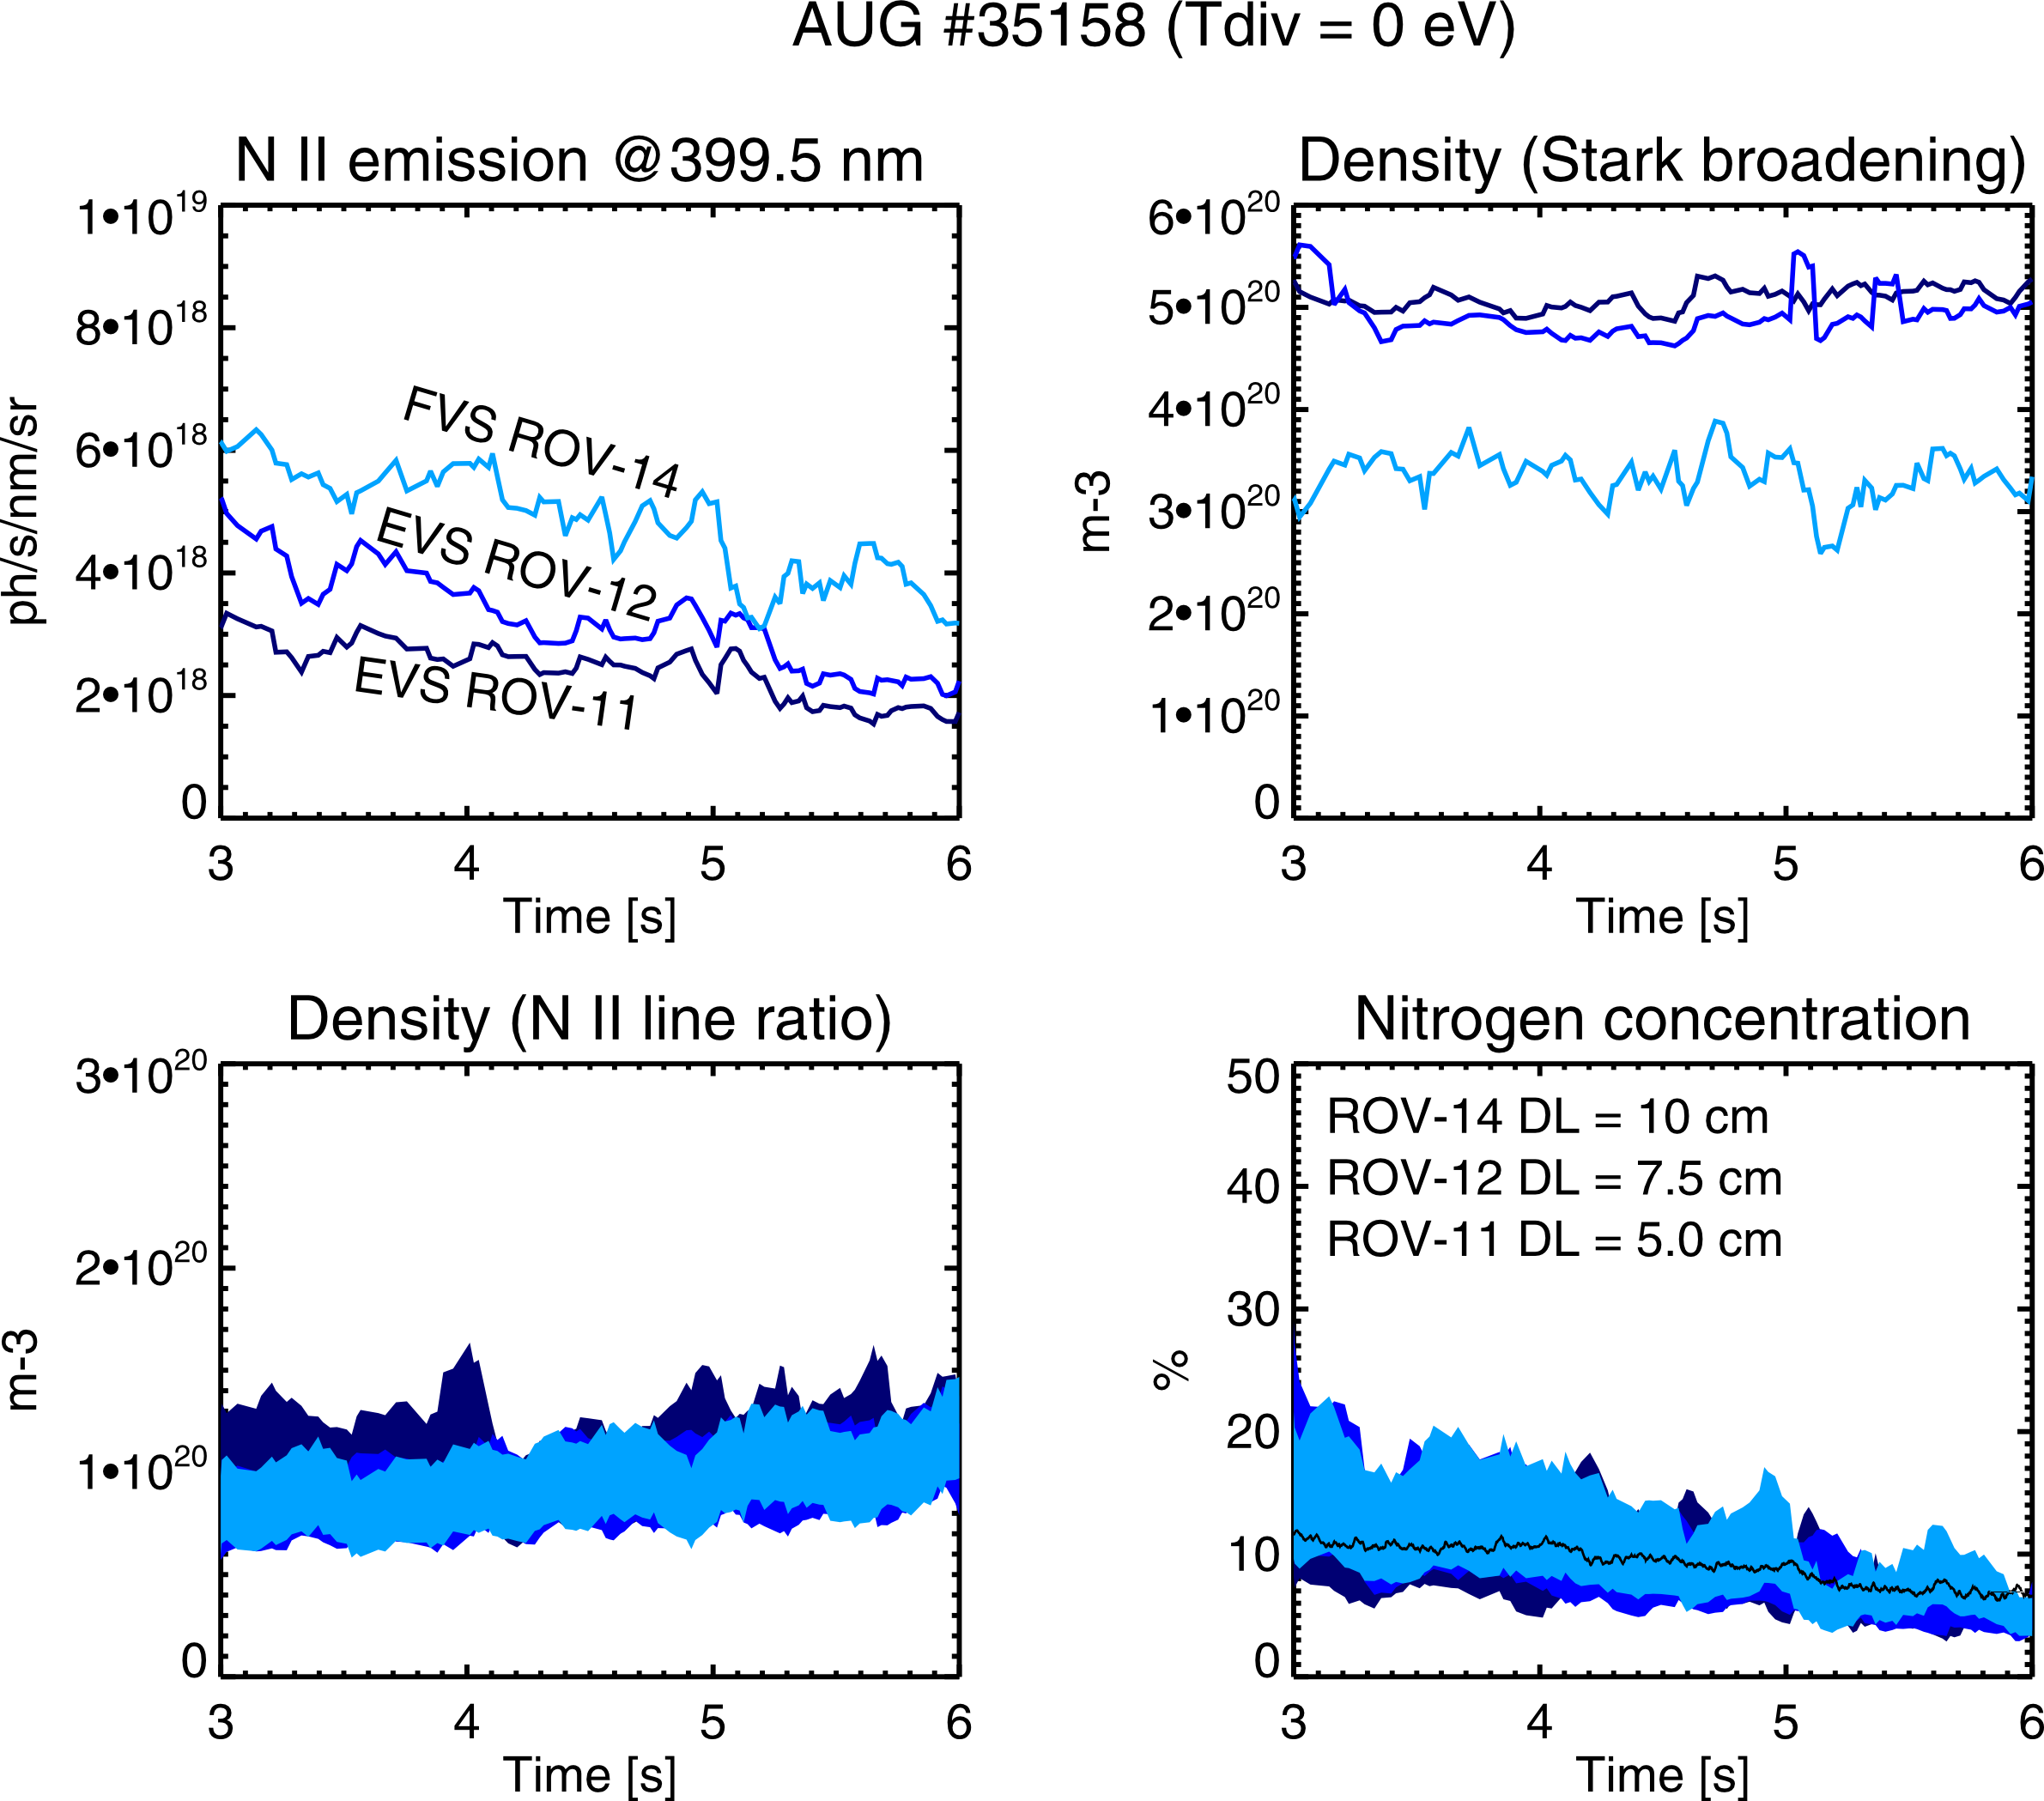 AUG #35158 (Tdiv = 0 eV)
N II emission @399.5 nm
1•10¹⁹
8•10¹⁸
6•10¹⁸
4•10¹⁸
2•10¹⁸
0
ph/s/nm/sr
FVS ROV-14
EVS ROV-12
EVS ROV-11
3 4 5 6
Time [s]
Density (Stark broadening)
6•10²⁰
5•10²⁰
4•10²⁰
3•10²⁰
2•10²⁰
1•10²⁰
0
m-3
3 4 5 6
Time [s]
Density (N II line ratio)
3•10²⁰
2•10²⁰
1•10²⁰
0
m-3
3 4 5 6
Time [s]
Nitrogen concentration
50
40
30
20
10
0
%
ROV-14 DL = 10 cm
ROV-12 DL = 7.5 cm
ROV-11 DL = 5.0 cm
3 4 5 6
Time [s]